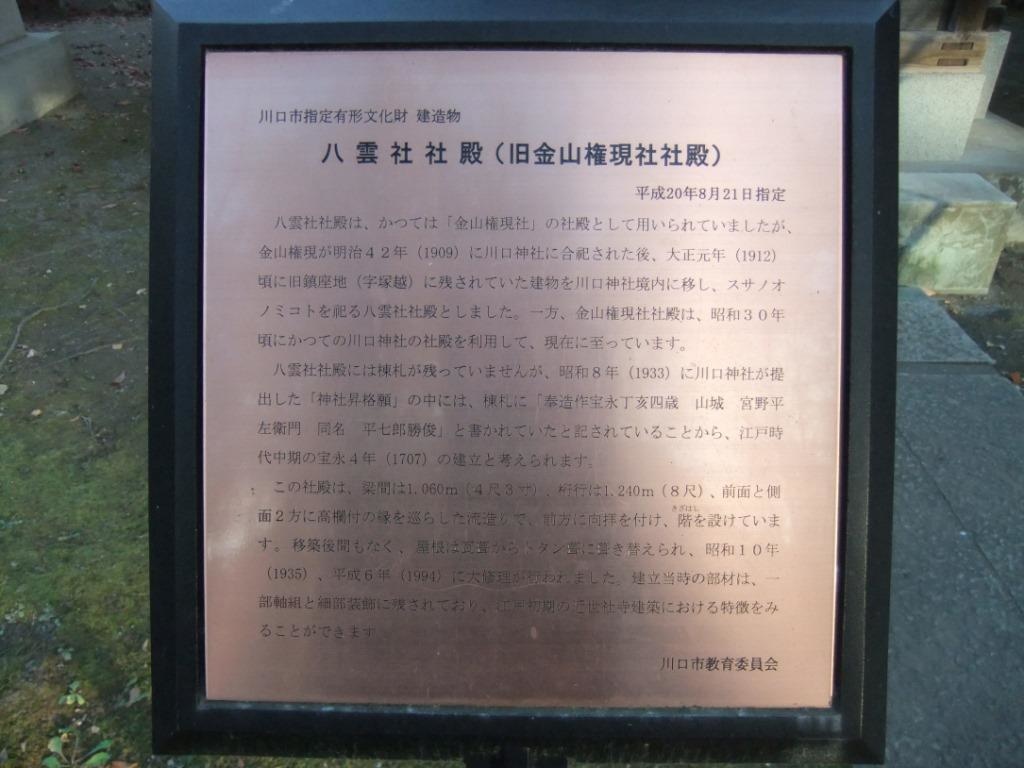 川口市指定有形文化財 建造物
八雲社社殿（旧金山権現社社殿）
平成20年8月21日指定
八雲社社殿は、かつては「金山権現社」の社殿として用いられていましたが、
金山権現が明治４２年（1909）に川口神社に合祀された後、大正元年（1912）
頃に旧鎮座地（字塚越）に残されていた建物を川口神社境内に移し、スサノオ
ノミコトを祀る八雲社社殿としました。一方、金山権現社社殿は、昭和３０年
頃にかつての川口神社の社殿を利用して、現在に至っています。
八雲社社殿には棟札が残っていませんが、昭和８年（1933）に川口神社が提
出した「神社昇格願」の中には、棟札に「奉造作宝永丁亥四歳　山城　宮野平
左衛門　同名　平七郎勝俊」と書かれていたと記されていることから、江戸時
代中期の宝永４年（1707）の建立と考えられます。
この社殿は、梁間は1.060m（４尺３寸）、桁行は1.240m（８尺）、前面と側
きざはし
面２方に高欄付の縁を巡らした流造りで、前方に向拝を付け、階を設けていま
す。移築後間もなく、屋根は瓦葺からトタン葺に葺き替えられ、昭和１０年
（1935）、平成６年（1994）に大修理が行われました。建立当時の部材は、一
部軸組と細部装飾に残されており、江戸初期の近世社寺建築における特徴をみ
ることができます
川口市教育委員会